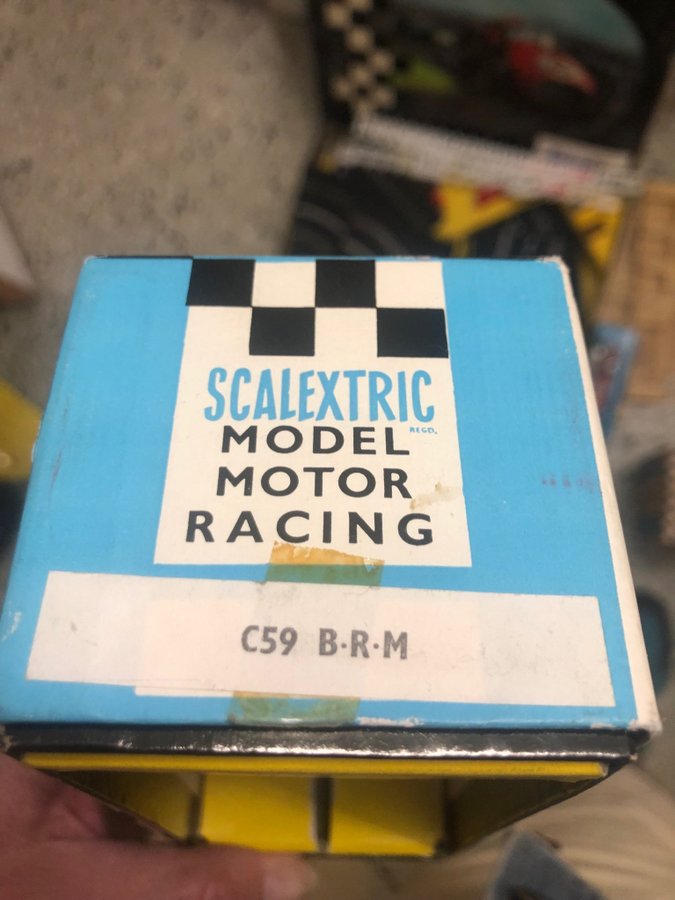 SCALEXTRIC
REGD.
MODEL
MOTOR
RACING
C59 B·R·M